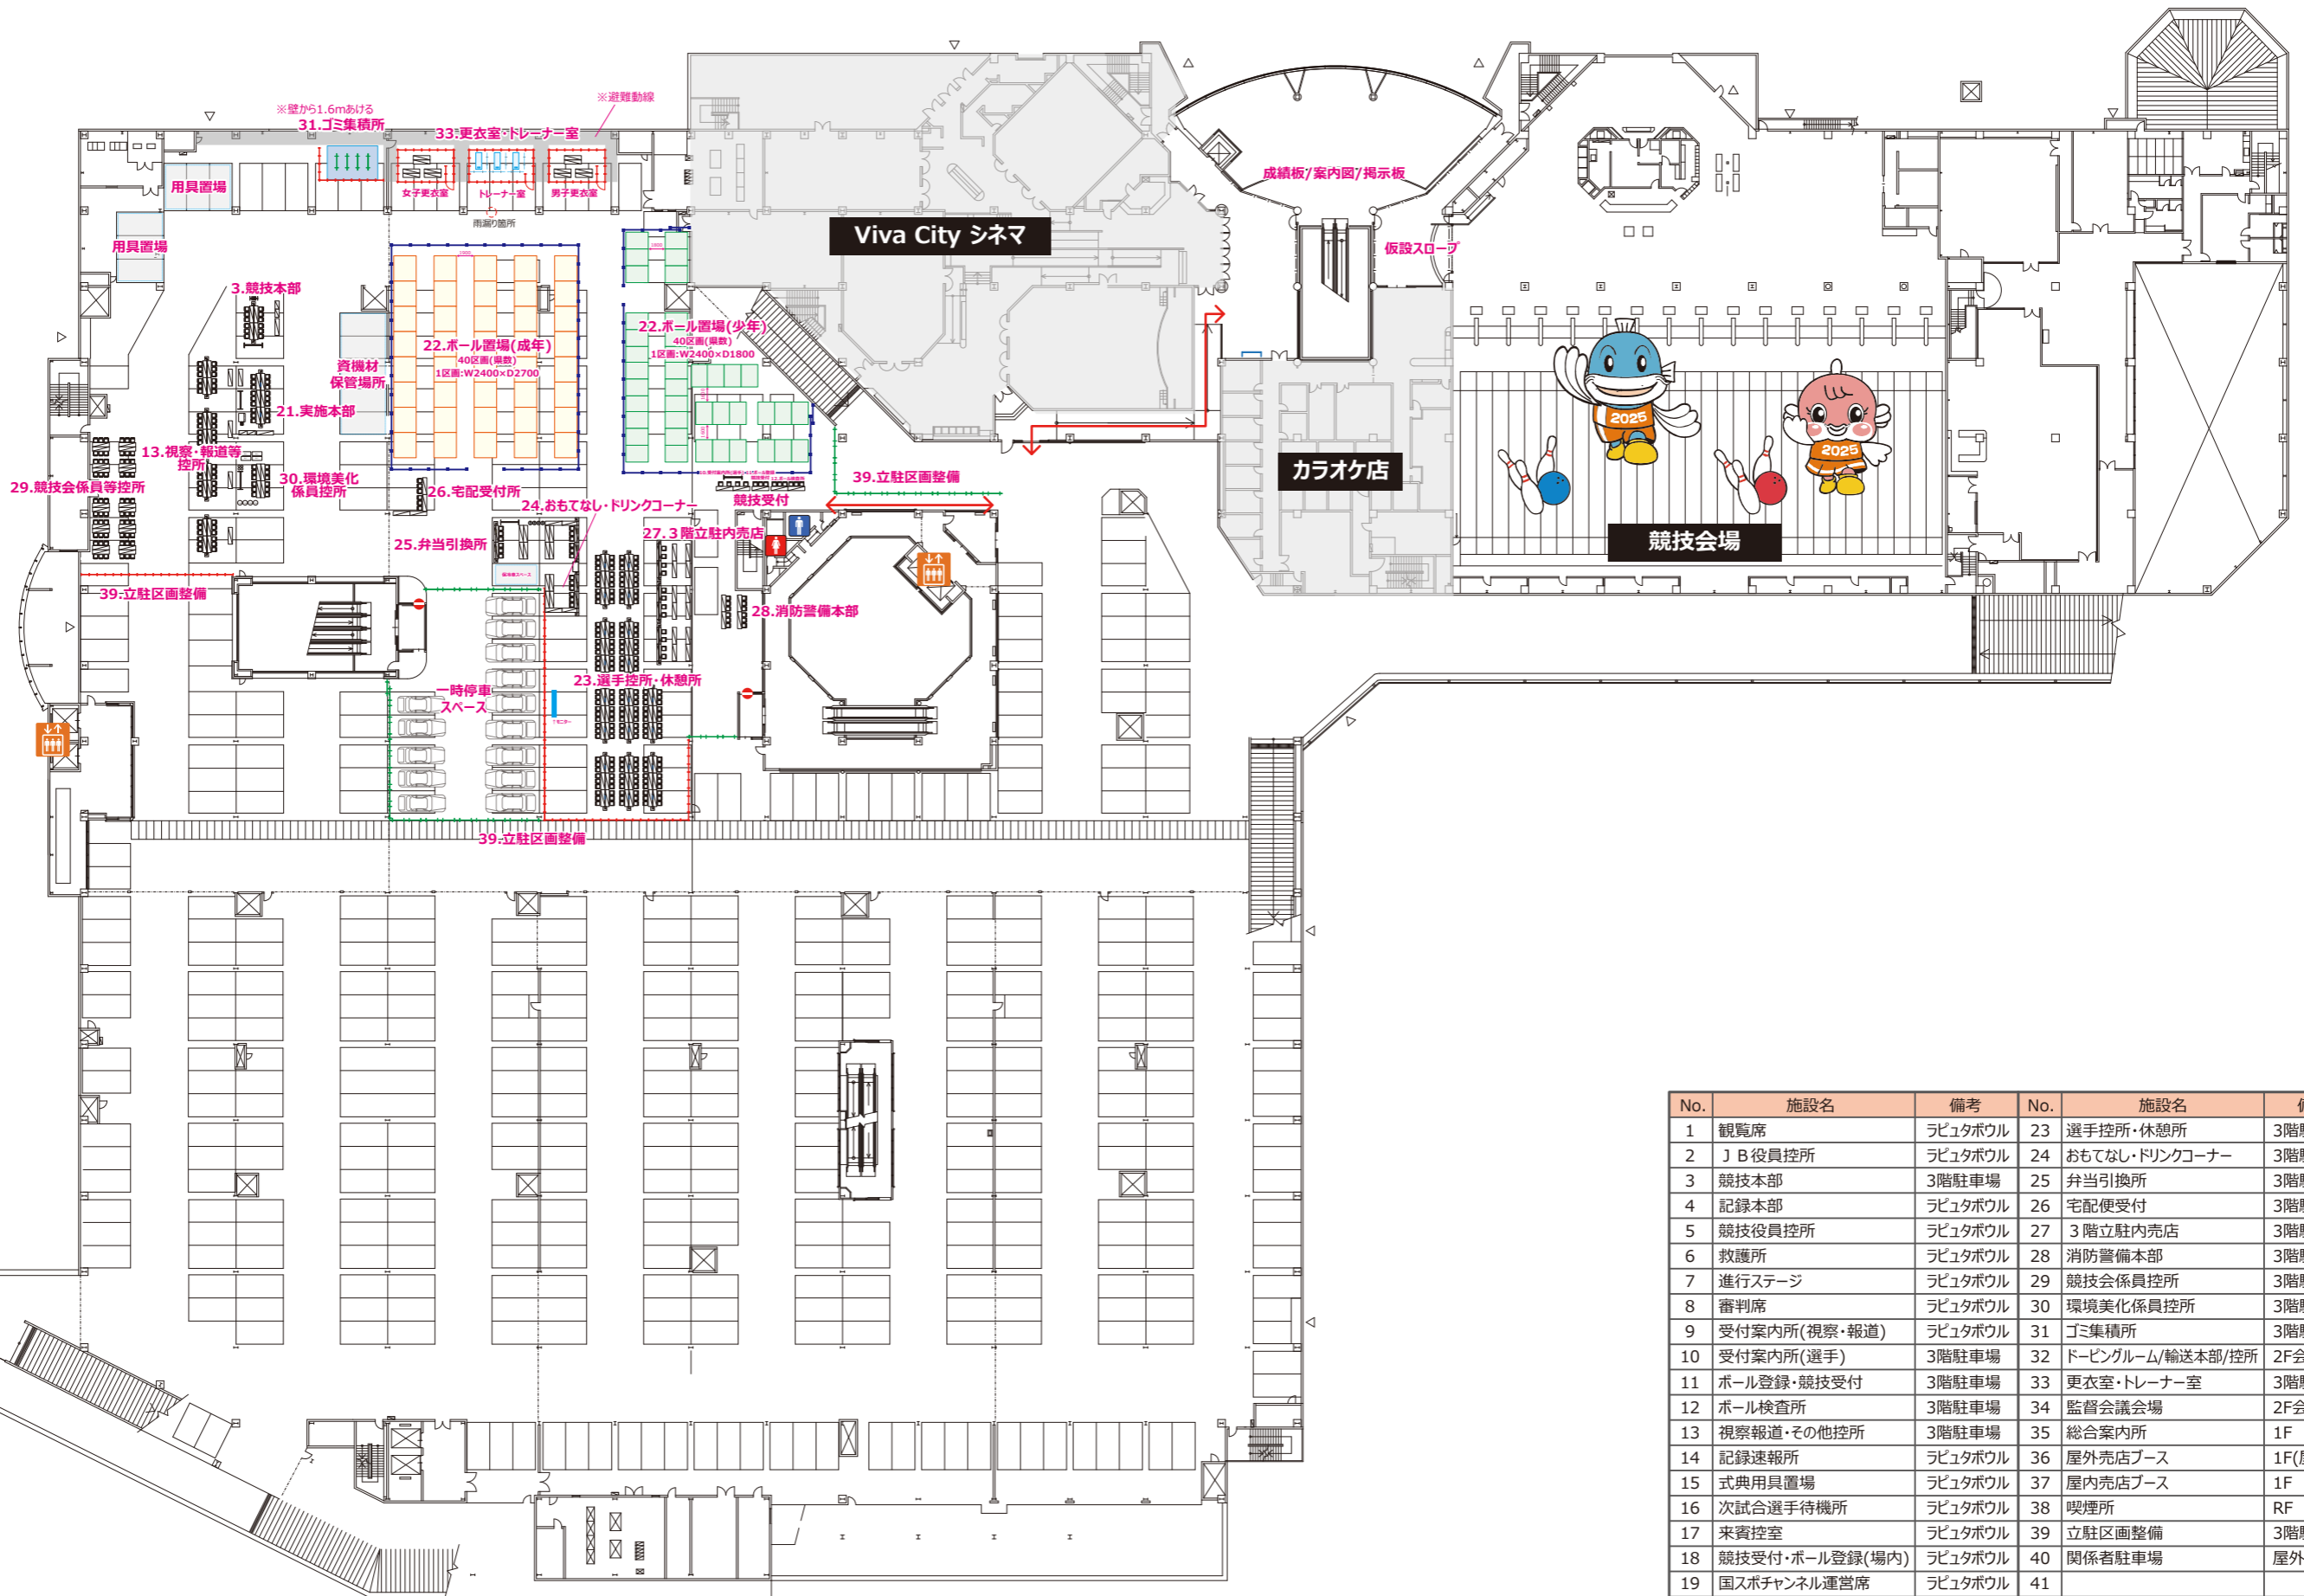 ※避難動線
※壁から1.6mあける
31.ゴミ集積所
33.更衣室・トレーナー室
用具置場
女子更衣室
トレーナー室
男子更衣室
雨漏り箇所
用具置場
成績板/案内図/掲示板
Viva City シネマ
仮設スロープ
3.競技本部
22.ボール置場(成年)
40区画(県数)
1区画:W2400×D2700
22.ボール置場(少年)
40区画(県数)
1区画:W2400×D1800
資機材
保管場所
21.実施本部
13.視察・報道等
控所
30.環境美化
係員控所
29.競技会係員等控所
26.宅配受付所
24.おもてなし・ドリンクコーナー
競技受付
39.立駐区画整備
カラオケ店
2025
2025
競技会場
25.弁当引換所
27.3階立駐内売店
39.立駐区画整備
28.消防警備本部
23.選手控所・休憩所
一時停車
スペース
39.立駐区画整備
No. 施設名 備考 No. 施設名
1 観覧席 ラピュタボウル 23 選手控所・休憩所 3階
2 JB役員控所 ラピュタボウル 24 おもてなし・ドリンクコーナー 3階
3 競技本部 3階駐車場 25 弁当引換所 3階
4 記録本部 ラピュタボウル 26 宅配便受付 3階
5 競技役員控所 ラピュタボウル 27 3階立駐内売店 3階
6 救護所 ラピュタボウル 28 消防警備本部 3階
7 進行ステージ ラピュタボウル 29 競技会係員控所 3階
8 審判席 ラピュタボウル 30 環境美化係員控所 3階
9 受付案内所(視察・報道) ラピュタボウル 31 ゴミ集積所 3階
10 受付案内所(選手) 3階駐車場 32 ドーピングルーム/輸送本部/控所 2F会
11 ボール登録・競技受付 3階駐車場 33 更衣室・トレーナー室 3階
12 ボール検査所 3階駐車場 34 監督会議会場 2F会
13 視察報道・その他控所 3階駐車場 35 総合案内所 1F
14 記録速報所 ラピュタボウル 36 屋外売店ブース 1F(
15 式典用具置場 ラピュタボウル 37 屋内売店ブース 1F
16 次試合選手待機所 ラピュタボウル 38 喫煙所 RF
17 来賓控室 ラピュタボウル 39 立駐区画整備 3階
18 競技受付・ボール登録(場内) ラピュタボウル 40 関係者駐車場 屋外
19 国スポチャンネル運営席 ラピュタボウル 41